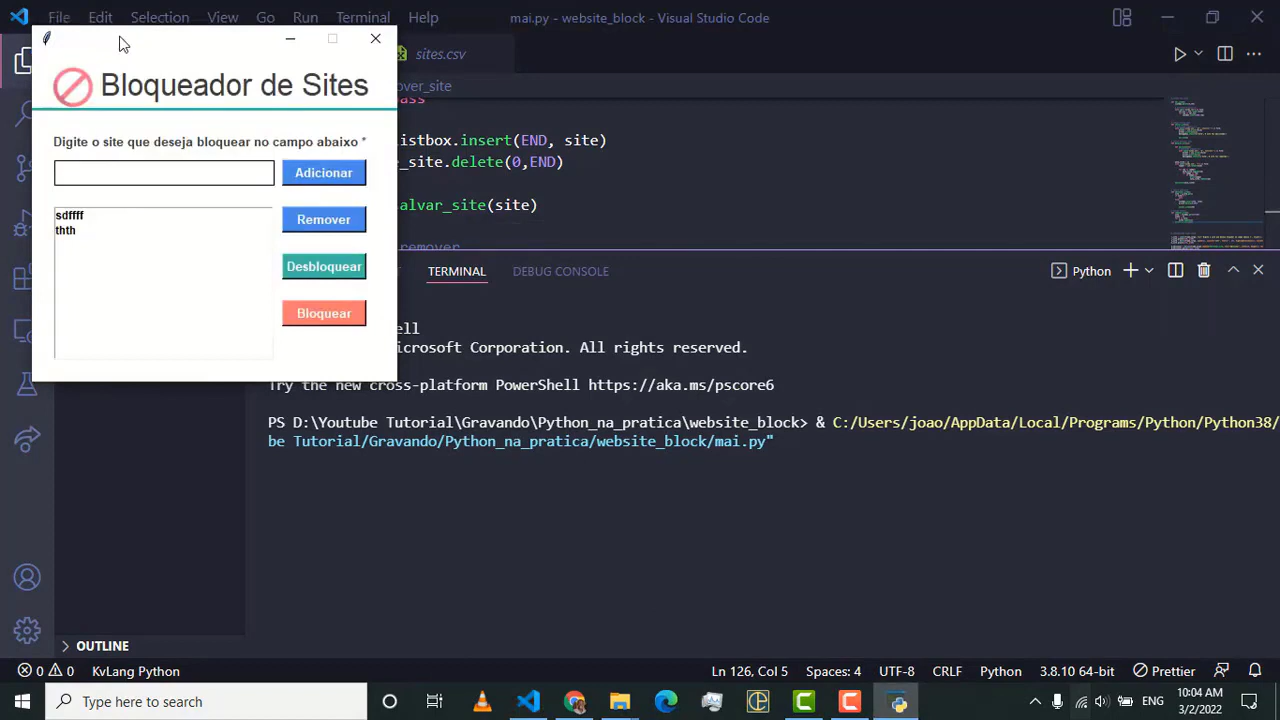 File Edit Selection View Go Run Terminal Help
mai.py - website_block - Visual Studio Code
sites.csv
Bloqueador de Sites
Digite o site que deseja bloquear no campo abaixo *
Adicionar
sdffff
thth
Remover
Desbloquear
Bloquear
over_site
ass
istbox.insert(END, site)
e_site.delete(0,END)
alvar_site(site)
remover
TERMINAL DEBUG CONSOLE
Python
ell
icrosoft Corporation. All rights reserved.
Try the new cross-platform PowerShell https://aka.ms/pscore6
PS D:\Youtube Tutorial\Gravando\Python_na_pratica\website_block> & C:/Users/joao/AppData/Local/Programs/Python/Python38/
be Tutorial/Gravando/Python_na_pratica/website_block/mai.py"
OUTLINE
0 0 KvLang Python
Ln 126, Col 5 Spaces: 4 UTF-8 CRLF Python 3.8.10 64-bit Prettier
Type here to search
ENG
10:04 AM
3/2/2022